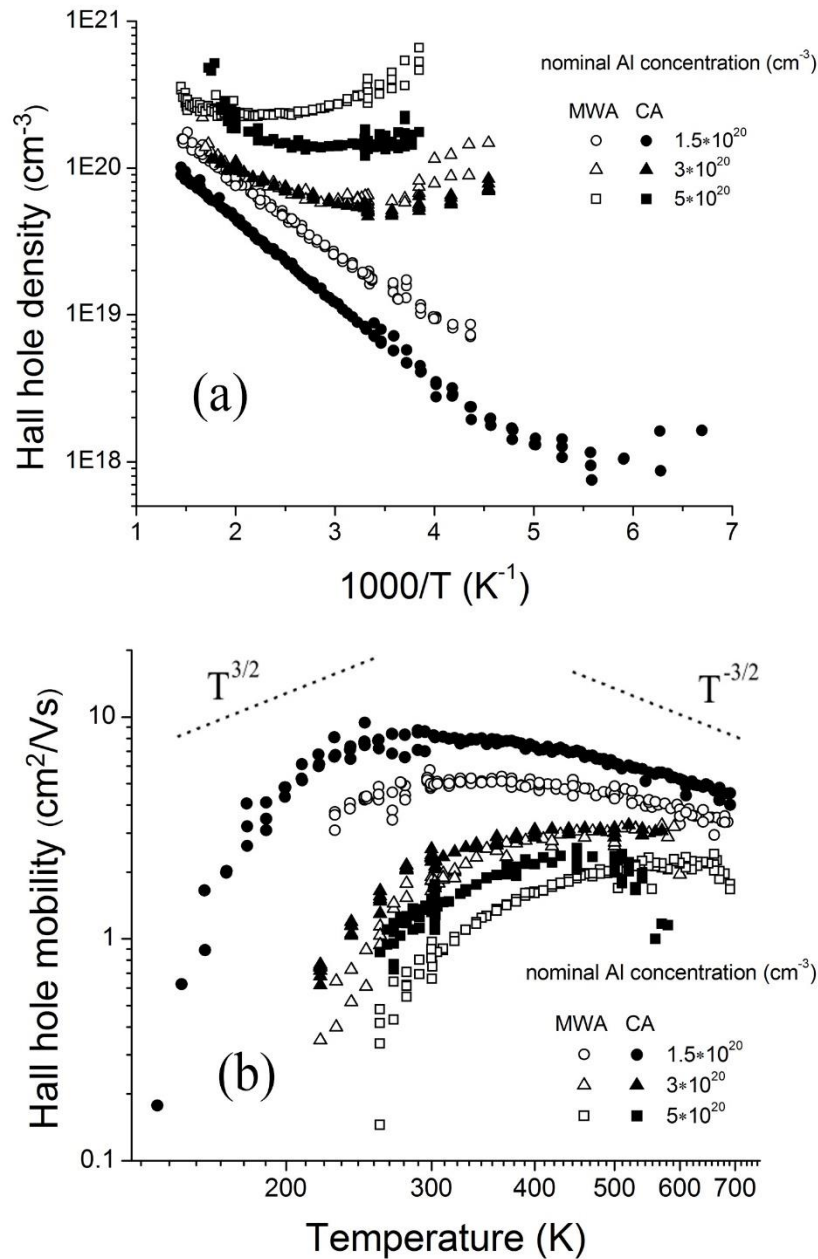 1E21
1E20
1E19
1E18
Hall hole density (cm⁻³)
nominal Al concentration (cm⁻³)
MWA CA
1.5*10²⁰
3*10²⁰
5*10²⁰
(a)
1 2 3 4 5 6 7
1000/T (K⁻¹)
T³ᐟ²
T⁻³ᐟ²
10
1
0.1
Hall hole mobility (cm²/Vs)
nominal Al concentration (cm⁻³)
MWA CA
1.5*10²⁰
3*10²⁰
5*10²⁰
(b)
200 300 400 500 600 700
Temperature (K)